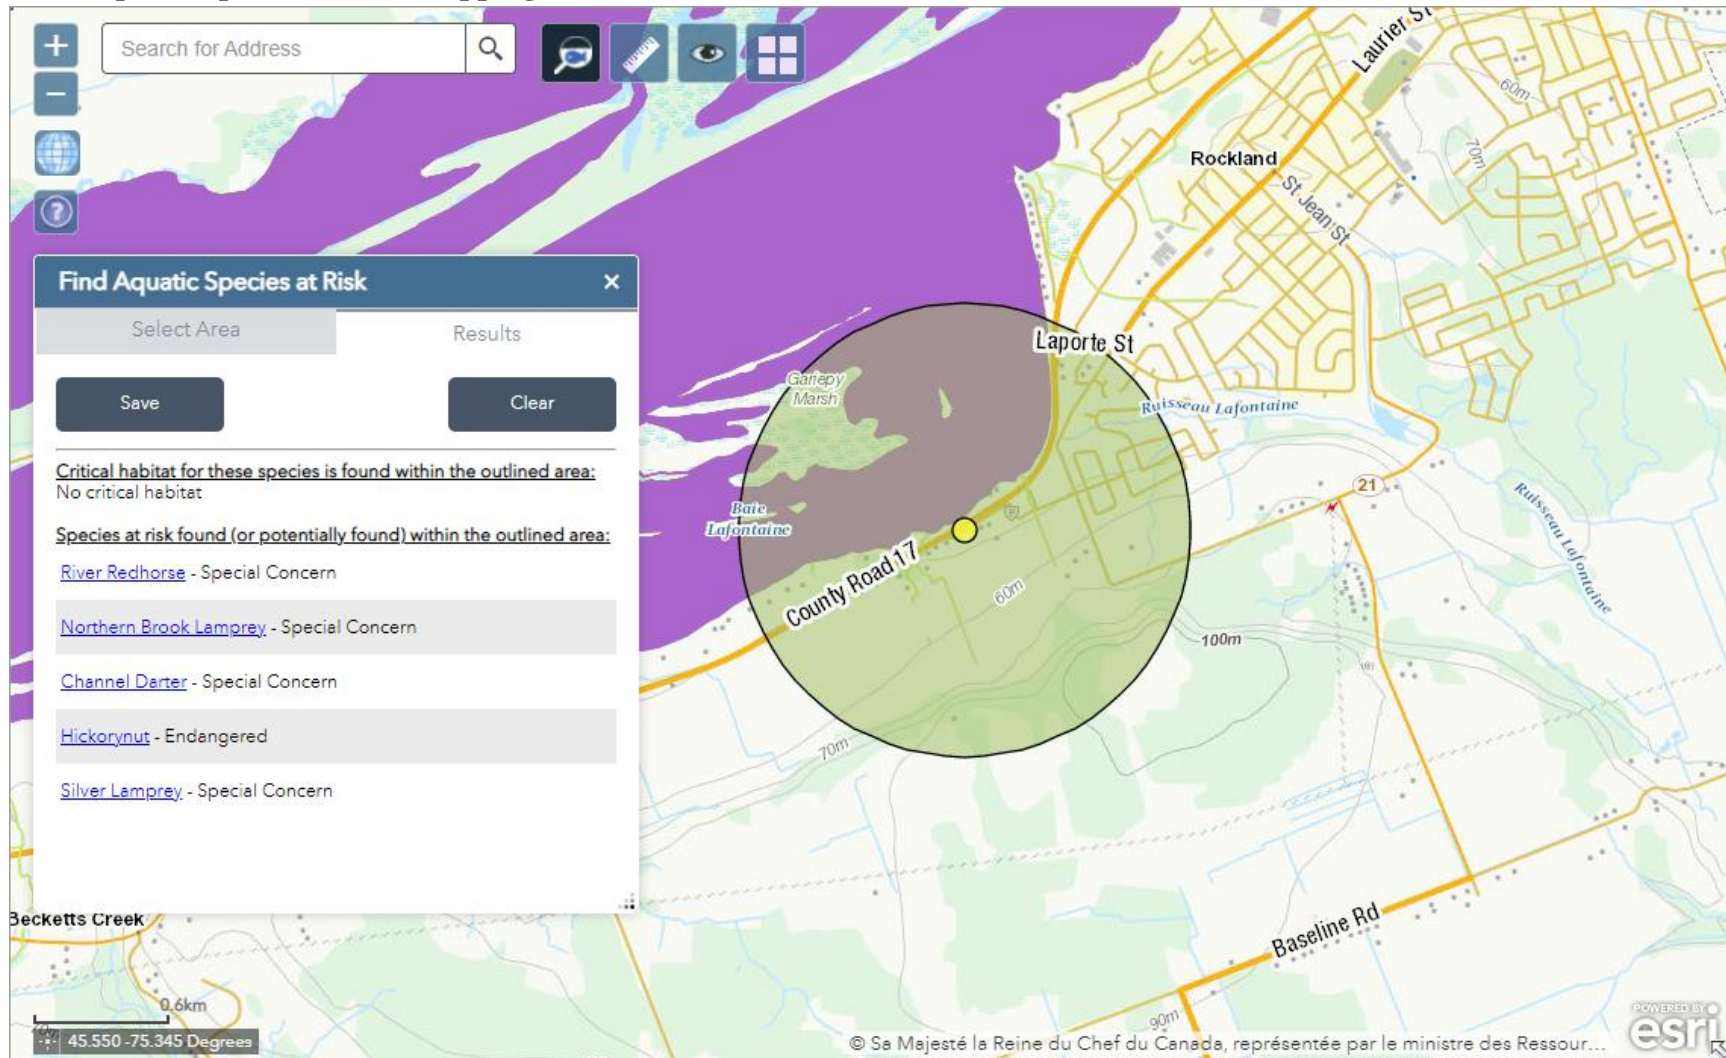 Search for Address
Laurier St
60m
Rockland
70m
St Jean St
Find Aquatic Species at Risk
Select Area
Results
Save
Clear
Critical habitat for these species is found within the outlined area:
No critical habitat
Species at risk found (or potentially found) within the outlined area:
River Redhorse - Special Concern
Northern Brook Lamprey - Special Concern
Channel Darter - Special Concern
Hickorynut - Endangered
Silver Lamprey - Special Concern
Laporte St
Gariepy
Marsh
Ruisseau Lafontaine
21
Ruisseau Lafontaine
Baie
Lafontaine
County Road 17
60m
100m
70m
Becketts Creek
Baseline Rd
0.6km
90m
45.550 -75.345 Degrees
© Sa Majesté la Reine du Chef du Canada, représentée par le ministre des Ressour...
POWERED BY
esri